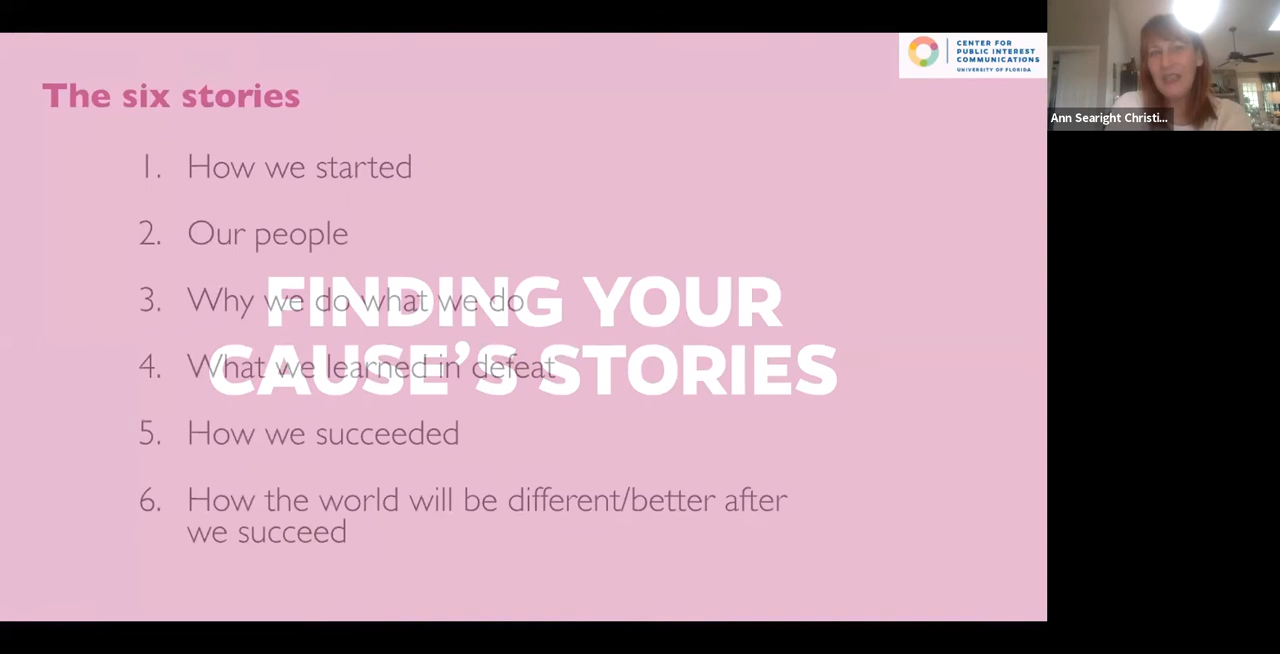 CENTER FOR
PUBLIC INTEREST
COMMUNICATIONS
UNIVERSITY OF FLORIDA
Ann Searight Christi...
The six stories
1. How we started
2. Our people
3. Why we do what we do
4. What we learned in defeat
5. How we succeeded
6. How the world will be different/better after
we succeed
FINDING YOUR
CAUSE'S STORIES